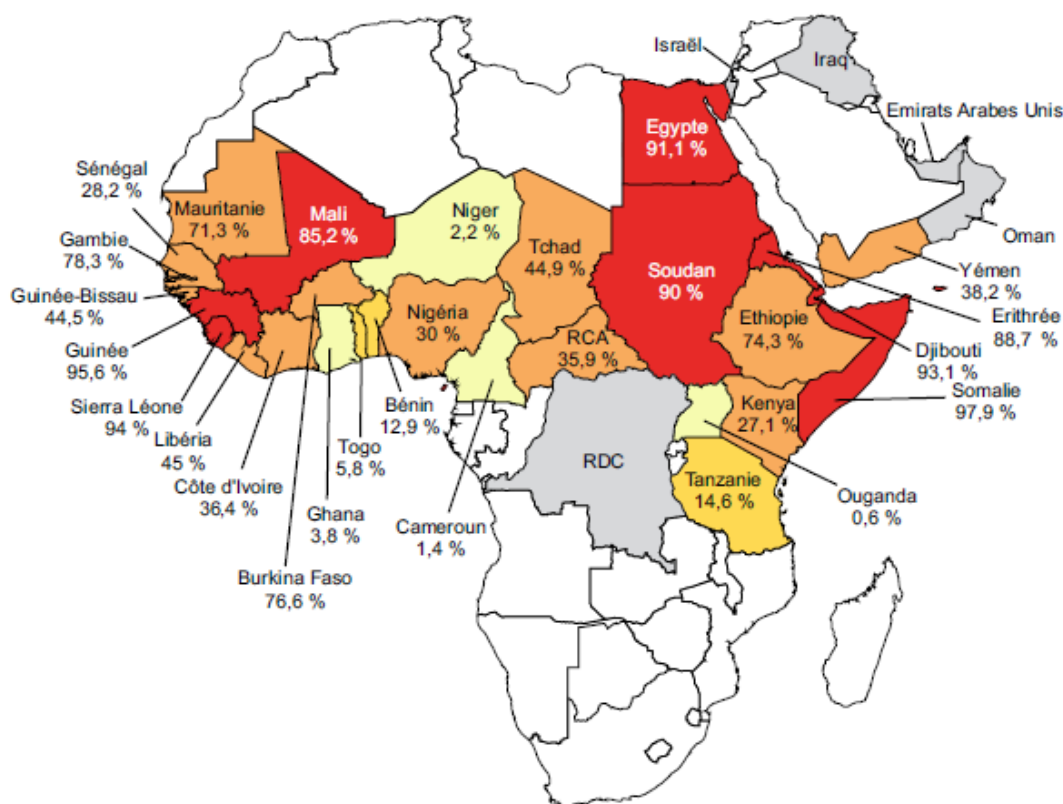 Israël
Iraq
Emirats Arabes Unis
Oman
Egypte
91,1 %
Sénégal
28,2 %
Mauritanie
71,3 %
Mali
85,2 %
Niger
2,2 %
Tchad
44,9 %
Soudan
90 %
Yémen
38,2 %
Gambie
78,3 %
Guinée-Bissau
44,5 %
Nigéria
30 %
Ethiopie
74,3 %
Erithrée
88,7 %
Guinée
95,6 %
RCA
35,9 %
Djibouti
93,1 %
Somalie
97,9 %
Sierra Léone
94 %
Bénin
12,9 %
Kenya
27,1 %
Libéria
45 %
Togo
5,8 %
RDC
Tanzanie
14,6 %
Ouganda
0,6 %
Côte d'Ivoire
36,4 %
Ghana
3,8 %
Cameroun
1,4 %
Burkina Faso
76,6 %